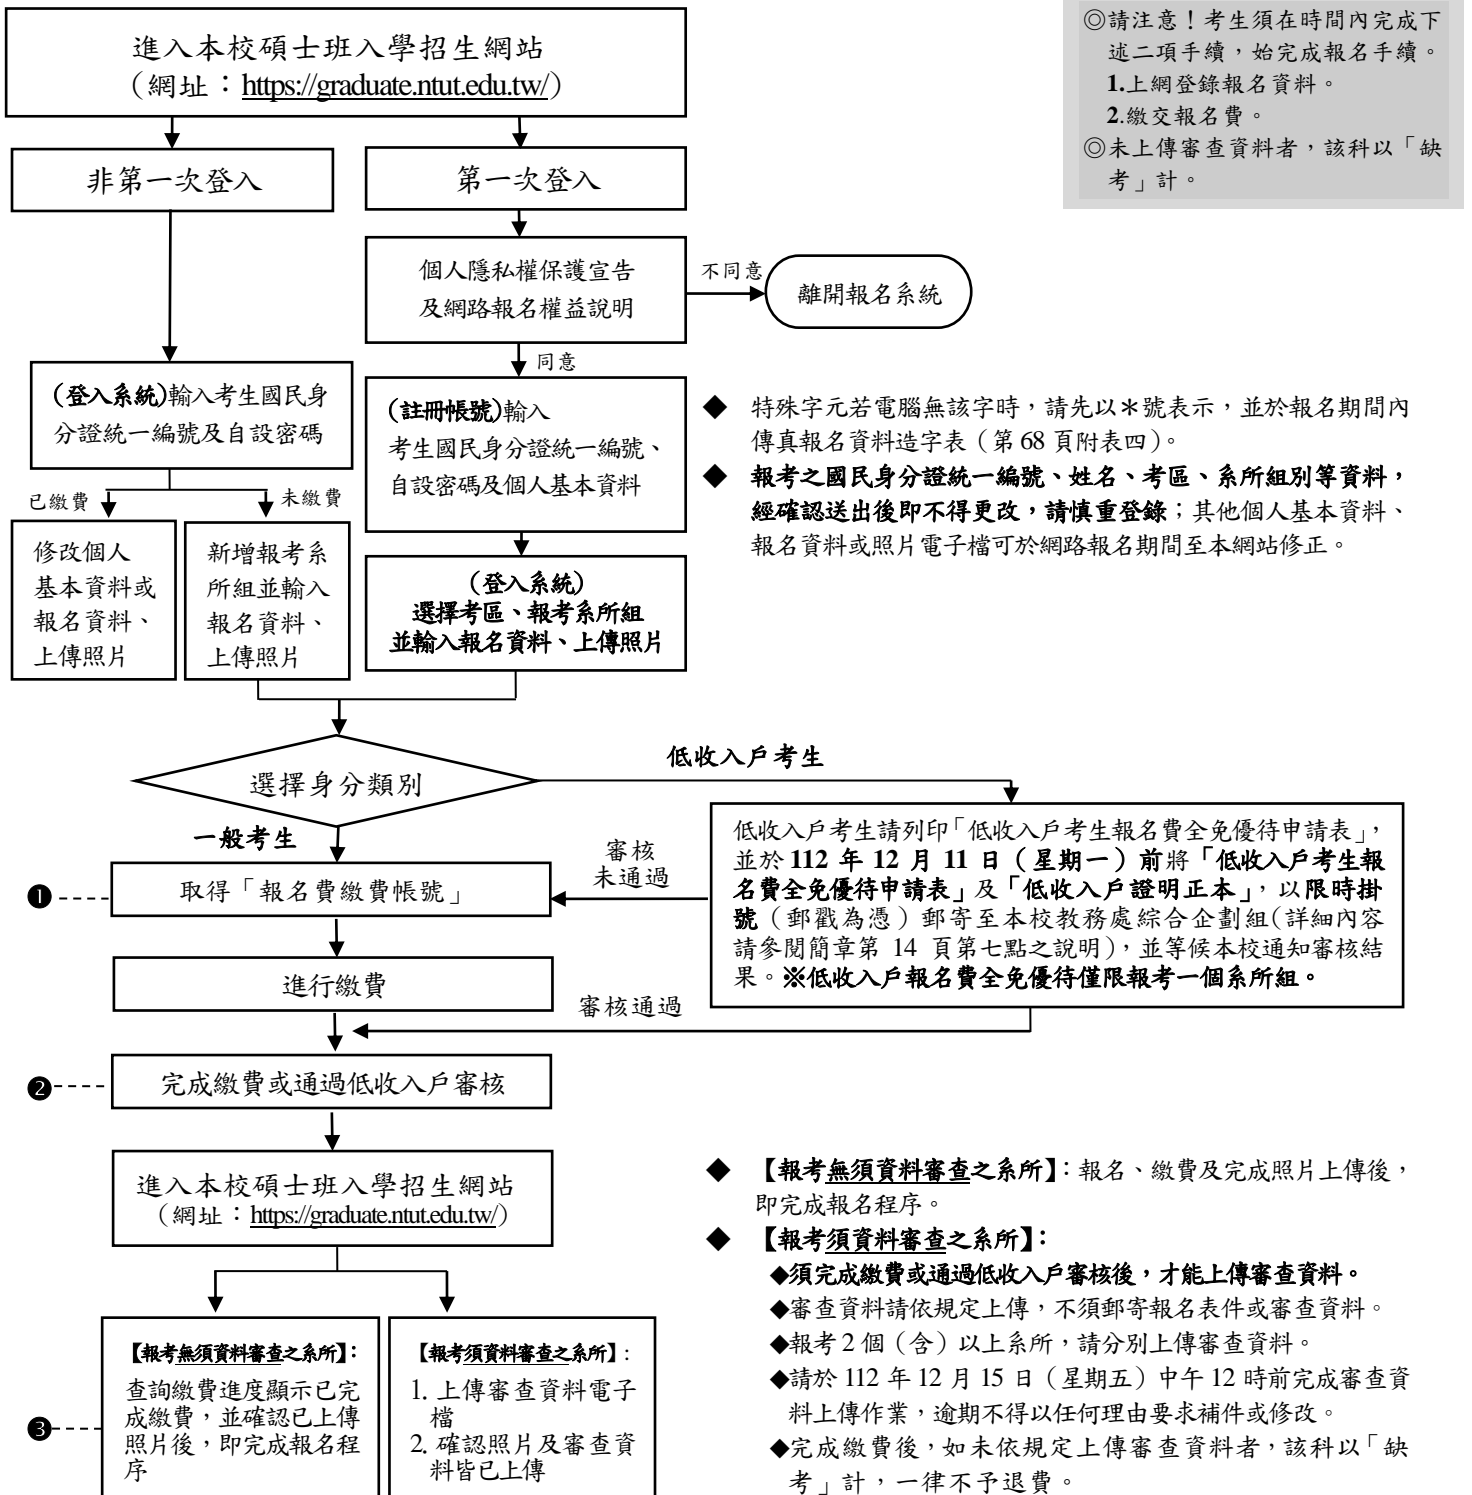 進入本校碩士班入學招生網站
（網址：https://graduate.ntut.edu.tw/）
◎請注意！考生須在時間內完成下
述二項手續，始完成報名手續。
1.上網登錄報名資料。
2.繳交報名費。
◎未上傳審查資料者，該科以「缺
考」計。
非第一次登入
第一次登入
個人隱私權保護宣告
及網路報名權益說明
不同意
離開報名系統
同意
(登入系統)輸入考生國民身
分證統一編號及自設密碼
(註冊帳號)輸入
考生國民身分證統一編號、
自設密碼及個人基本資料
◆ 特殊字元若電腦無該字時，請先以＊號表示，並於報名期間內
傳真報名資料造字表（第 68 頁附表四）。
◆ 報考之國民身分證統一編號、姓名、考區、系所組別等資料，
經確認送出後即不得更改，請慎重登錄；其他個人基本資料、
報名資料或照片電子檔可於網路報名期間至本網站修正。
已繳費
未繳費
修改個人
基本資料或
報名資料、
上傳照片
新增報考系
所組並輸入
報名資料、
上傳照片
（登入系統）
選擇考區、報考系所組
並輸入報名資料、上傳照片
選擇身分類別
低收入戶考生
一般考生
低收入戶考生請列印「低收入戶考生報名費全免優待申請表」，
並於 112 年 12 月 11 日（星期一）前將「低收入戶考生報
名費全免優待申請表」及「低收入戶證明正本」，以限時掛
號（郵戳為憑）郵寄至本校教務處綜合企劃組(詳細內容
請參閱簡章第 14 頁第七點之說明)，並等候本校通知審核結
果。※低收入戶報名費全免優待僅限報考一個系所組。
審核
未通過
❶
取得「報名費繳費帳號」
進行繳費
審核通過
❷
完成繳費或通過低收入戶審核
進入本校碩士班入學招生網站
（網址：https://graduate.ntut.edu.tw/）
◆ 【報考無須資料審查之系所】：報名、繳費及完成照片上傳後，
即完成報名程序。
◆ 【報考須資料審查之系所】：
◆須完成繳費或通過低收入戶審核後，才能上傳審查資料。
◆審查資料請依規定上傳，不須郵寄報名表件或審查資料。
◆報考 2 個（含）以上系所，請分別上傳審查資料。
◆請於 112 年 12 月 15 日（星期五）中午 12 時前完成審查資
料上傳作業，逾期不得以任何理由要求補件或修改。
◆完成繳費後，如未依規定上傳審查資料者，該科以「缺
考」計，一律不予退費。
❸
【報考無須資料審查之系所】：
查詢繳費進度顯示已完
成繳費，並確認已上傳
照片後，即完成報名程
序
【報考須資料審查之系所】：
1. 上傳審查資料電子
檔
2. 確認照片及審查資
料皆已上傳